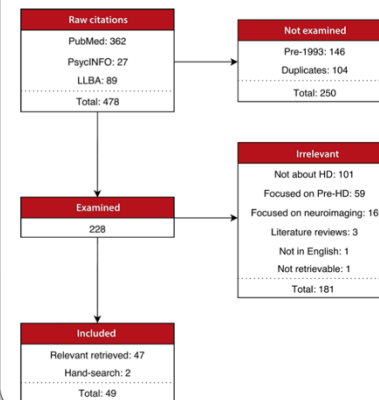 Raw citations
PubMed: 362
PsycINFO: 27
LLBA: 89
Total: 478
Not examined
Pre-1993: 146
Duplicates: 104
Total: 250
Examined
228
Irrelevant
Not about HD: 101
Focused on Pre-HD: 59
Focused on neuroimaging: 16
Literature reviews: 3
Not in English: 1
Not retrievable: 1
Total: 181
Included
Relevant retrieved: 47
Hand-search: 2
Total: 49